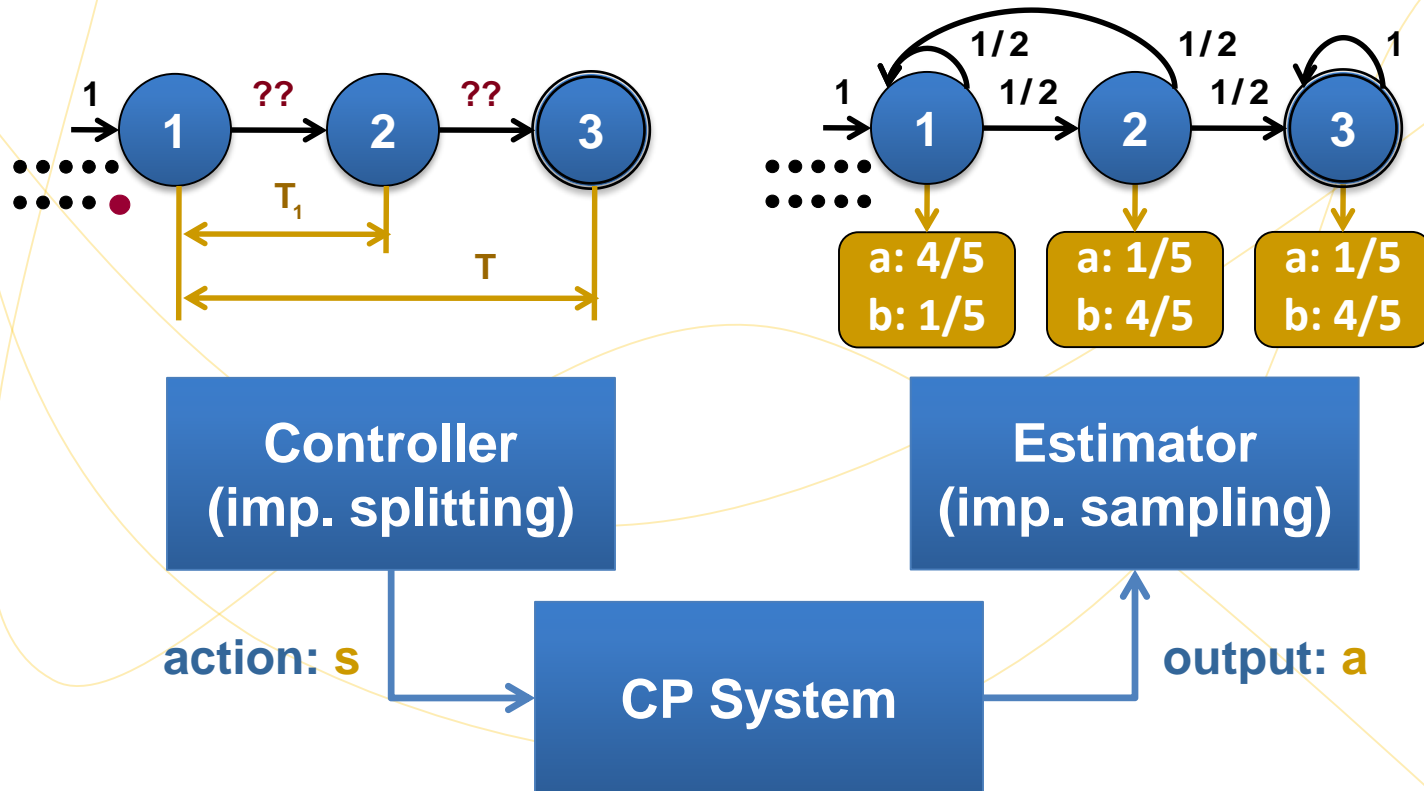 1
??
??
1
2
3
T1
T
1/2
1/2
1
1
1/2
1/2
1
2
3
a: 4/5
b: 1/5
a: 1/5
b: 4/5
a: 1/5
b: 4/5
Controller
(imp. splitting)
Estimator
(imp. sampling)
action: s
CP System
output: a